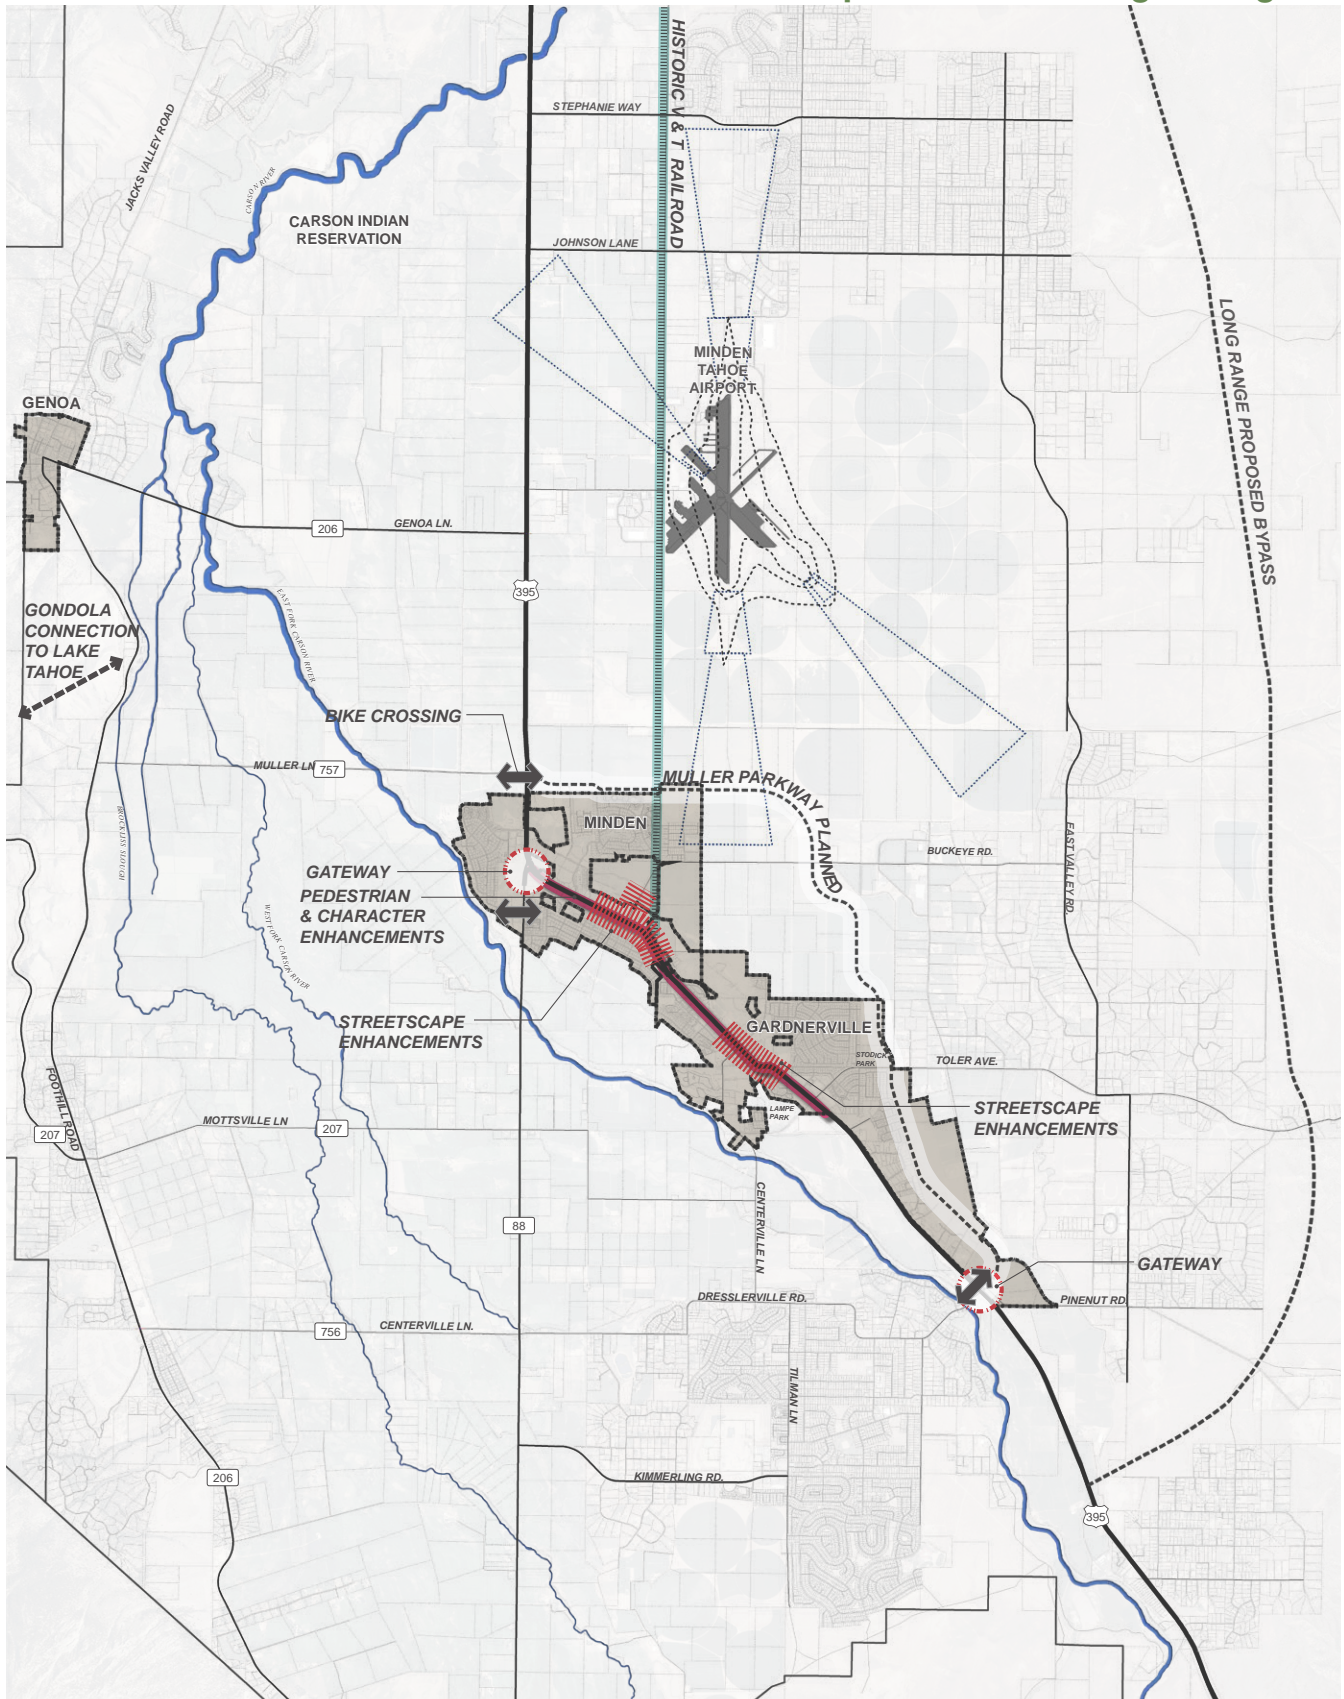 HISTORIC V & T RAILROAD
STEPHANIE WAY
JACKS VALLEY ROAD
CARSON RIVER
CARSON INDIAN
RESERVATION
JOHNSON LANE
LONG RANGE PROPOSED BYPASS
MINDEN
TAHOE
AIRPORT
GENOA
206
GENOA LN.
395
EAST FORK CARSON RIVER
GONDOLA
CONNECTION
TO LAKE
TAHOE
BIKE CROSSING
MULLER LN
757
MULLER PARKWAY PLANNED
BROCKLISS SLOUGH
MINDEN
EAST VALLEY RD.
BUCKEYE RD.
GATEWAY
PEDESTRIAN
& CHARACTER
ENHANCEMENTS
WEST FORK CARSON RIVER
STREETSCAPE
ENHANCEMENTS
GARDNERVILLE
STODICK
PARK
TOLER AVE.
FOOTHILL ROAD
LAMPE
PARK
STREETSCAPE
ENHANCEMENTS
207
MOTTSVILLE LN
207
CENTERVILLE LN
88
GATEWAY
DRESSLERVILLE RD.
PINENUT RD.
756
CENTERVILLE LN.
TILMAN LN
206
KIMMERLING RD.
395